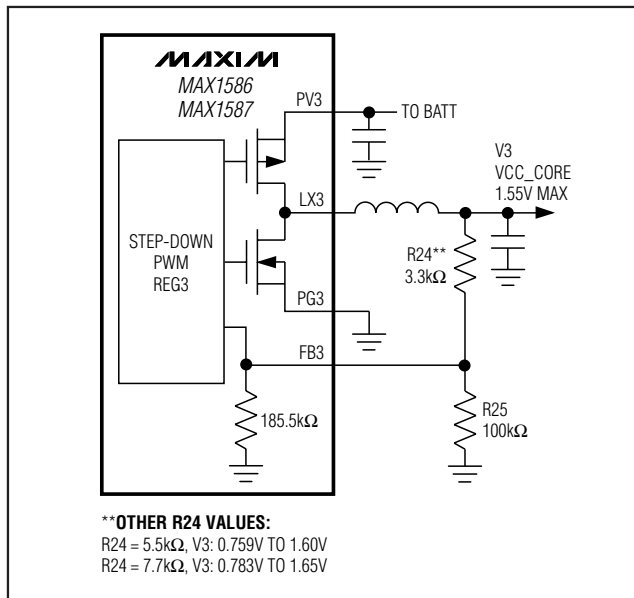 MAXIM
MAX1586
MAX1587
PV3
TO BATT
V3
VCC_CORE
1.55V MAX
LX3
STEP-DOWN
PWM
REG3
R24**
3.3kΩ
PG3
FB3
185.5kΩ
R25
100kΩ
**OTHER R24 VALUES:
R24 = 5.5kΩ, V3: 0.759V TO 1.60V
R24 = 7.7kΩ, V3: 0.783V TO 1.65V